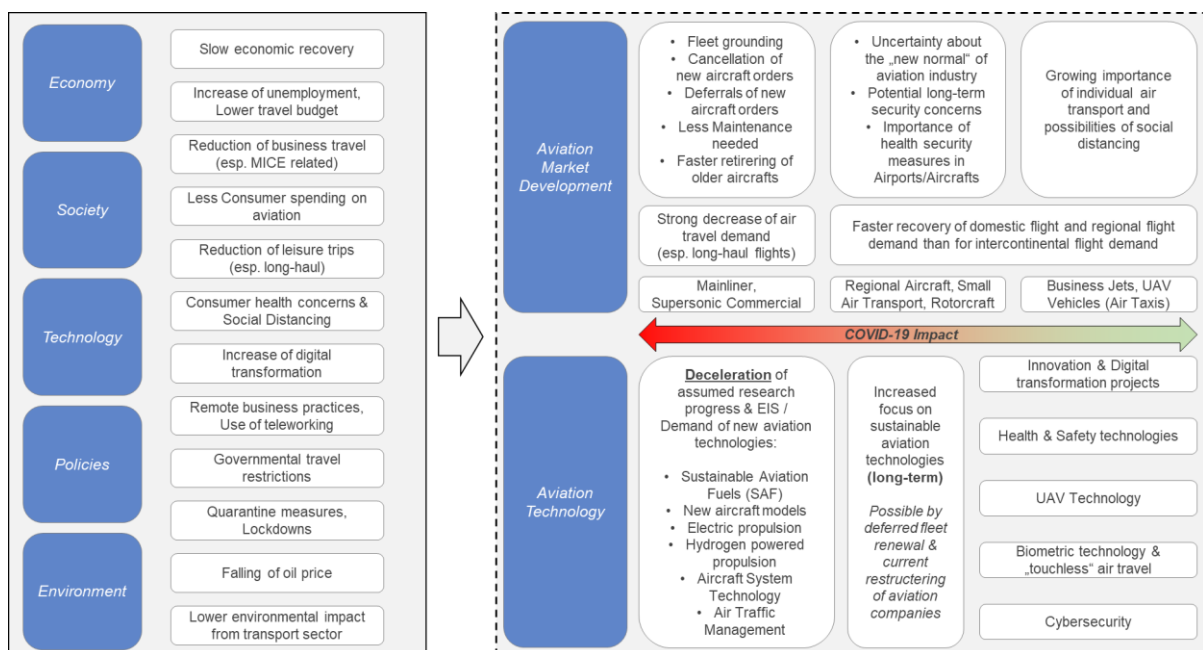 Economy
Society
Technology
Policies
Environment
Slow economic recovery
Increase of unemployment,
Lower travel budget
Reduction of business travel
(esp. MICE related)
Less Consumer spending on
aviation
Reduction of leisure trips
(esp. long-haul)
Consumer health concerns &
Social Distancing
Increase of digital
transformation
Remote business practices,
Use of teleworking
Governmental travel
restrictions
Quarantine measures,
Lockdowns
Falling of oil price
Lower environmental impact
from transport sector
Aviation
Market
Development
• Fleet grounding
• Cancellation of
new aircraft orders
• Deferrals of new
aircraft orders
• Less Maintenance
needed
• Faster retirering of
older aircrafts
• Uncertainty about
the „new normal“ of
aviation industry
• Potential long-term
security concerns
• Importance of
health security
measures in
Airports/Aircrafts
Growing importance
of individual air
transport and
possibilities of social
distancing
Strong decrease of air
travel demand
(esp. long-haul flights)
Faster recovery of domestic flight and regional flight
demand than for intercontinental flight demand
Mainliner,
Supersonic Commercial
Regional Aircraft, Small
Air Transport, Rotorcraft
Business Jets, UAV
Vehicles (Air Taxis)
COVID-19 Impact
Aviation
Technology
Deceleration of
assumed research
progress & EIS /
Demand of new aviation
technologies:
• Sustainable Aviation
Fuels (SAF)
• New aircraft models
• Electric propulsion
• Hydrogen powered
propulsion
• Aircraft System
Technology
• Air Traffic
Management
Increased
focus on
sustainable
aviation
technologies
(long-term)
Possible by
deferred fleet
renewal &
current
restructering
of aviation
companies
Innovation & Digital
transformation projects
Health & Safety technologies
UAV Technology
Biometric technology &
„touchless“ air travel
Cybersecurity